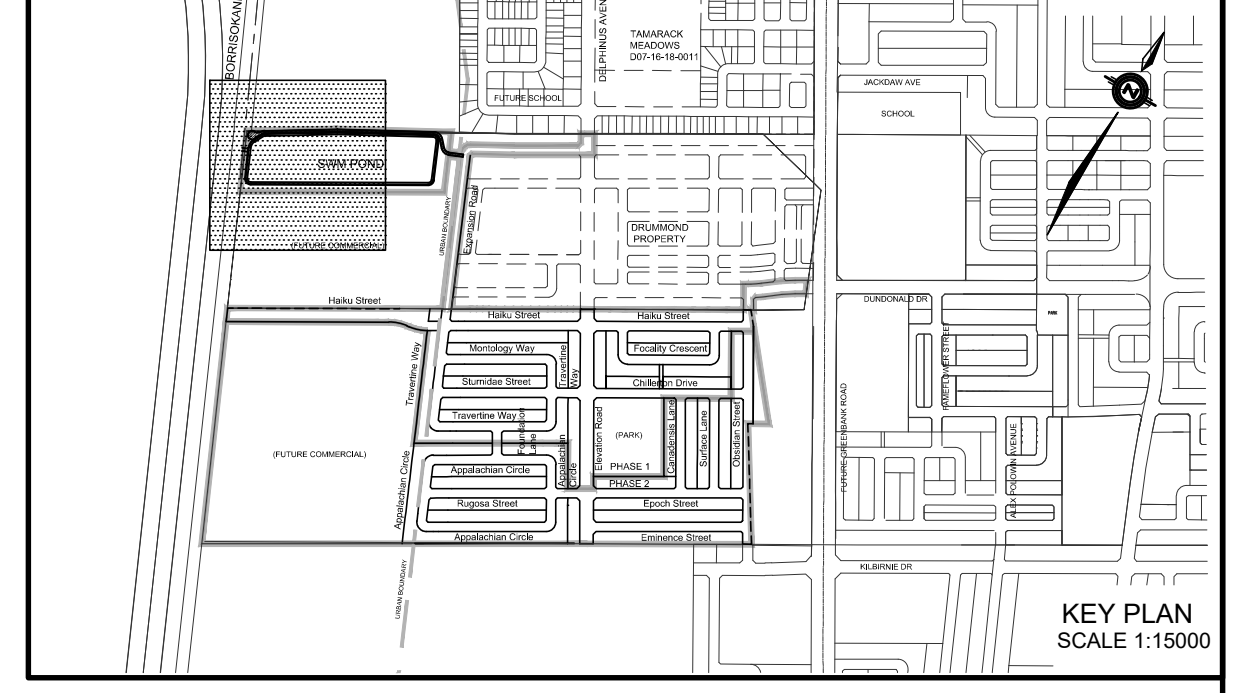 BORRISOKANE
DELPHINUS AVEN
TAMARACK
MEADOWS
D07-16-18-0011
JACKDAW AVE
FUTURE SCHOOL
SCHOOL
SWM POND
URBAN BOUNDARY
Expansion Road
DRUMMOND
PROPERTY
(FUTURE COMMERCIAL)
Haiku Street
DUNDONALD DR
Haiku Street
Haiku Street
PARK
Montology Way
Focality Crescent
FAMEFLOWER STREET
Travertine Way
Travertine
Way
Sturnidae Street
Chillerton Drive
Travertine Way
Foundation
Lane
Appalachian
Circle
Elevation Road
(PARK)
Canadensis Lane
Surface Lane
Obsidian Street
FUTURE GREENBANK ROAD
ALEX POLOWIN AVENUE
(FUTURE COMMERCIAL)
Appalachian Circle
Appalachian Circle
PHASE 1
PHASE 2
Rugosa Street
Epoch Street
Appalachian Circle
Eminence Street
URBAN BOUNDARY
KILBIRNIE DR
KEY PLAN
SCALE 1:15000